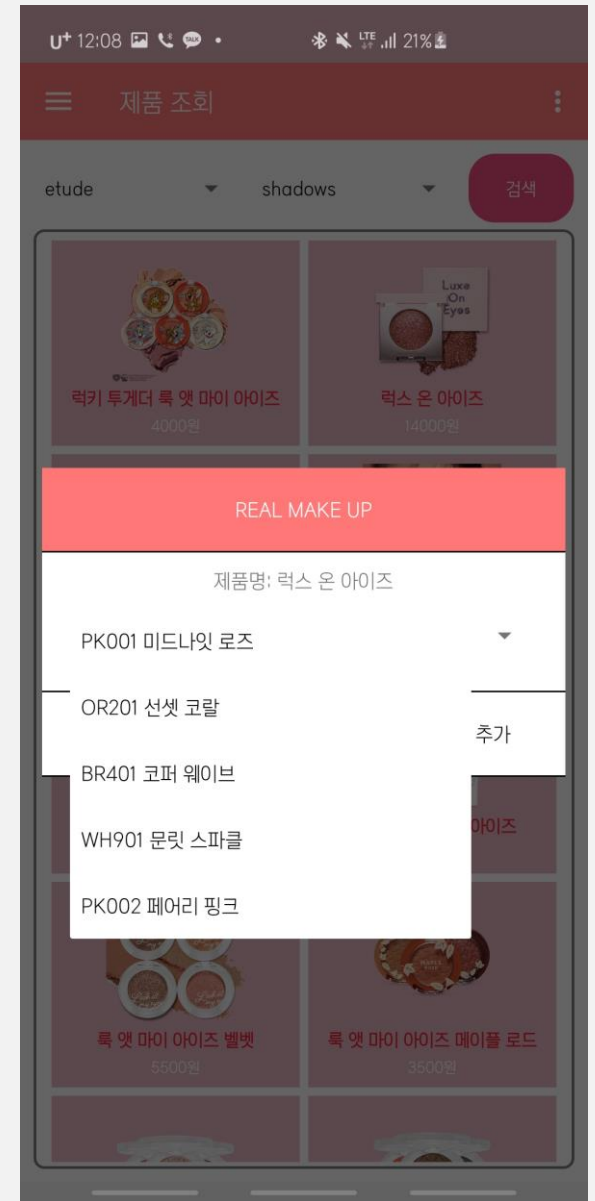 U+ 12:08 TALK LTE 21%
제품 조회
etude shadows 검색
Luxe
On
Eyes
럭키 투게더 룩 앳 마이 아이즈 럭스 온 아이즈
4000원 14000원
REAL MAKE UP
제품명: 럭스 온 아이즈
PK001 미드나잇 로즈
OR201 선셋 코랄
추가
BR401 코퍼 웨이브
WH901 문릿 스파클
아이즈
PK002 페어리 핑크
룩 앳 마이 아이즈 벨벳 룩 앳 마이 아이즈 메이플 로드
5500원 3500원